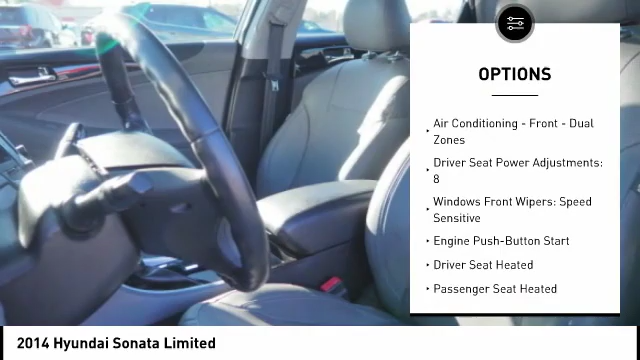 OPTIONS
Air Conditioning - Front - Dual
Zones
Driver Seat Power Adjustments:
8
Windows Front Wipers: Speed
Sensitive
Engine Push-Button Start
Driver Seat Heated
Passenger Seat Heated
2014 Hyundai Sonata Limited